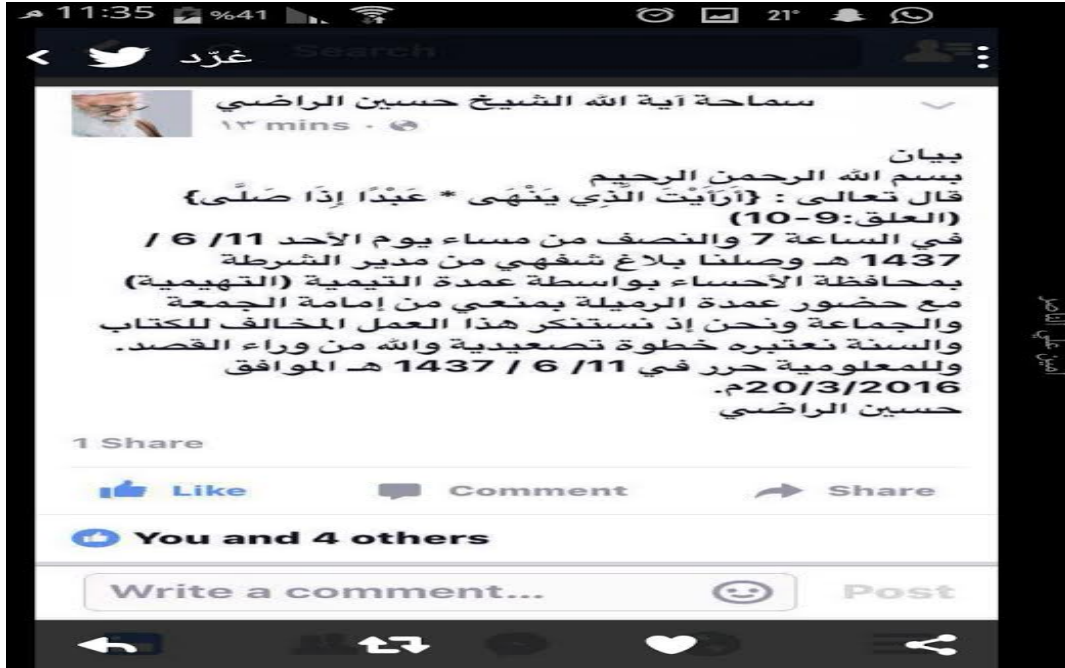 11:35 م %41 21°
غرّد Search
سماحة آية الله الشيخ حسين الراضي
١٣ mins
بيان
بسم الله الرحمن الرحيم
قال تعالى : {أَرَأَيْتَ الَّذِي يَنْهَى * عَبْدًا إِذَا صَلَّى}
(العلق:9-10)
في الساعة 7 والنصف من مساء يوم الأحد 11/ 6 /
1437 هـ وصلنا بلاغ شفهي من مدير الشرطة
بمحافظة الأحساء بواسطة عمدة التيمية (التهيمية)
مع حضور عمدة الرميلة بمنعي من إمامة الجمعة
والجماعة ونحن إذ نستنكر هذا العمل المخالف للكتاب
والسنة نعتبره خطوة تصعيدية والله من وراء القصد.
وللمعلومية حرر في 11/ 6 / 1437 هـ الموافق
20/3/2016م.
حسين الراضي
1 Share
Like Comment Share
You and 4 others
Write a comment... Post
امين علي الناصر